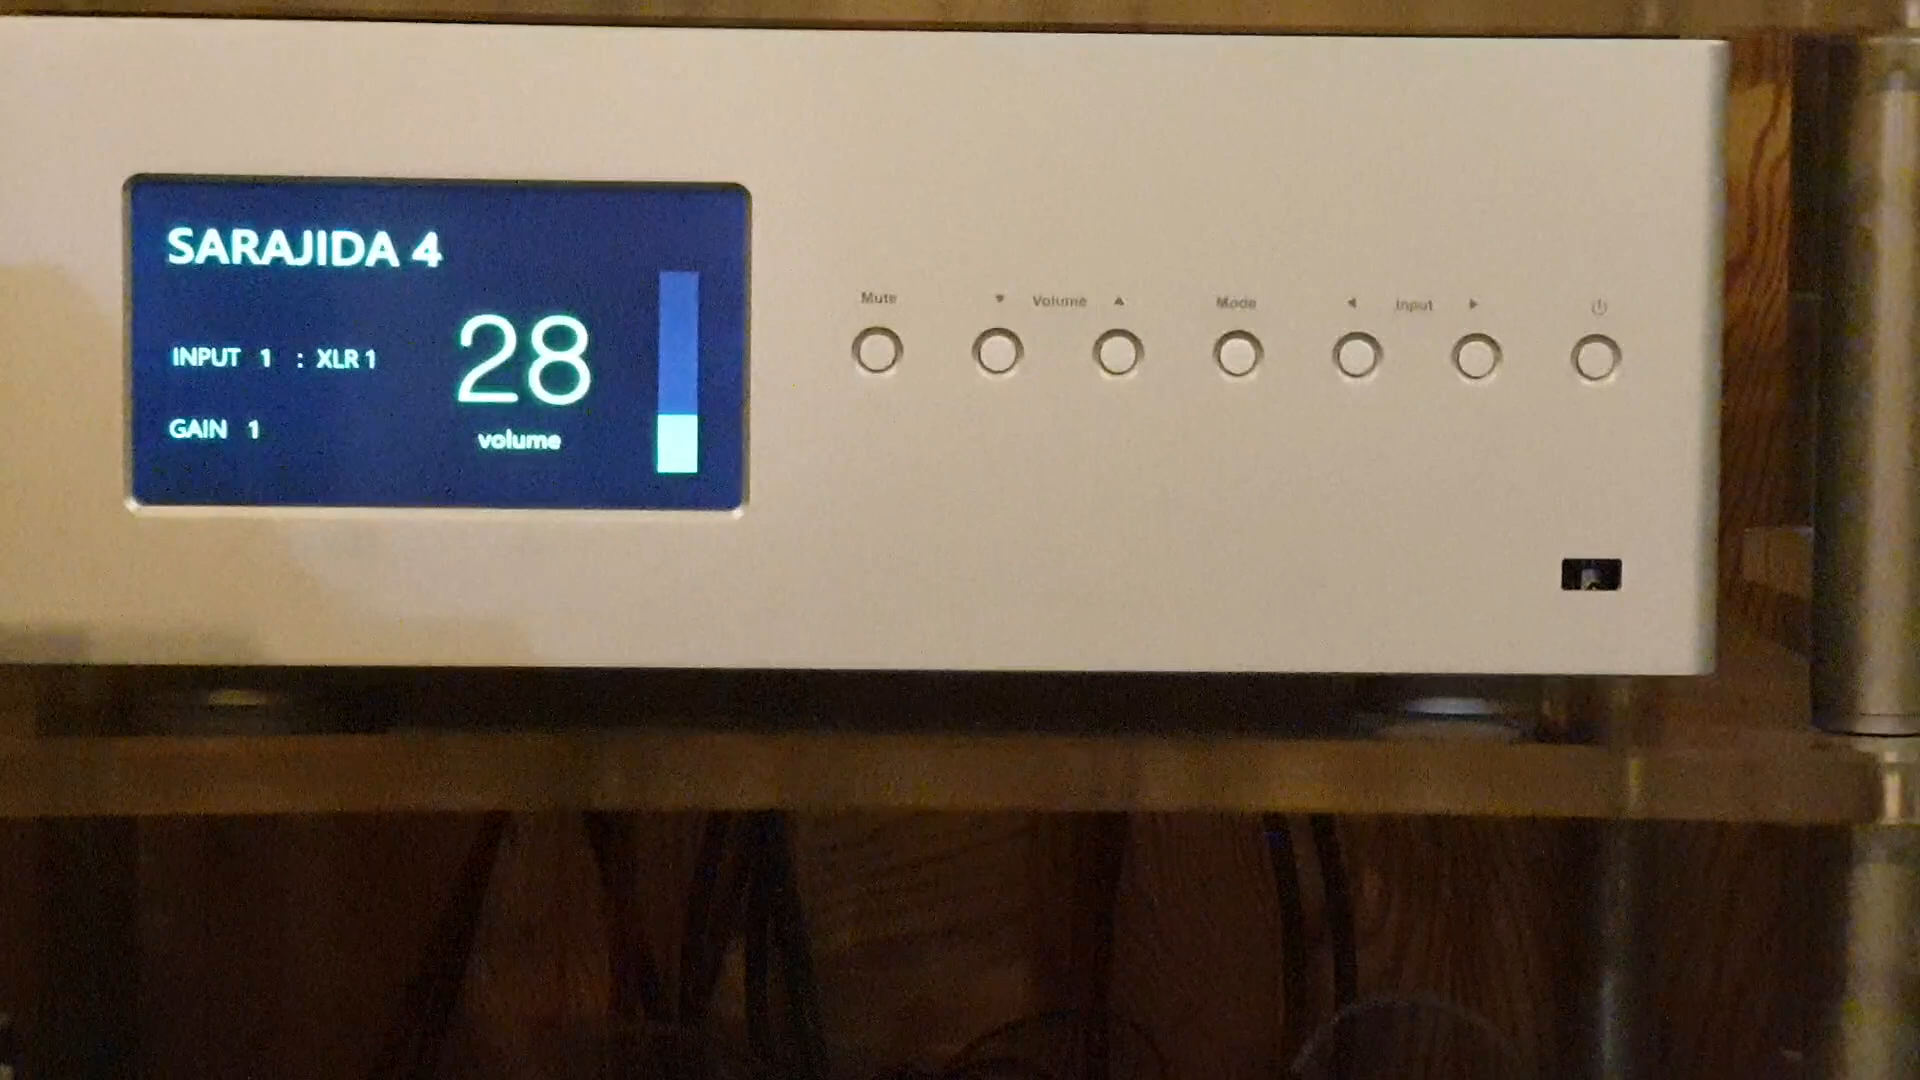 SARAJIDA 4
INPUT 1 : XLR 1
28
volume
GAIN 1
Mute
Volume
Mode
Input